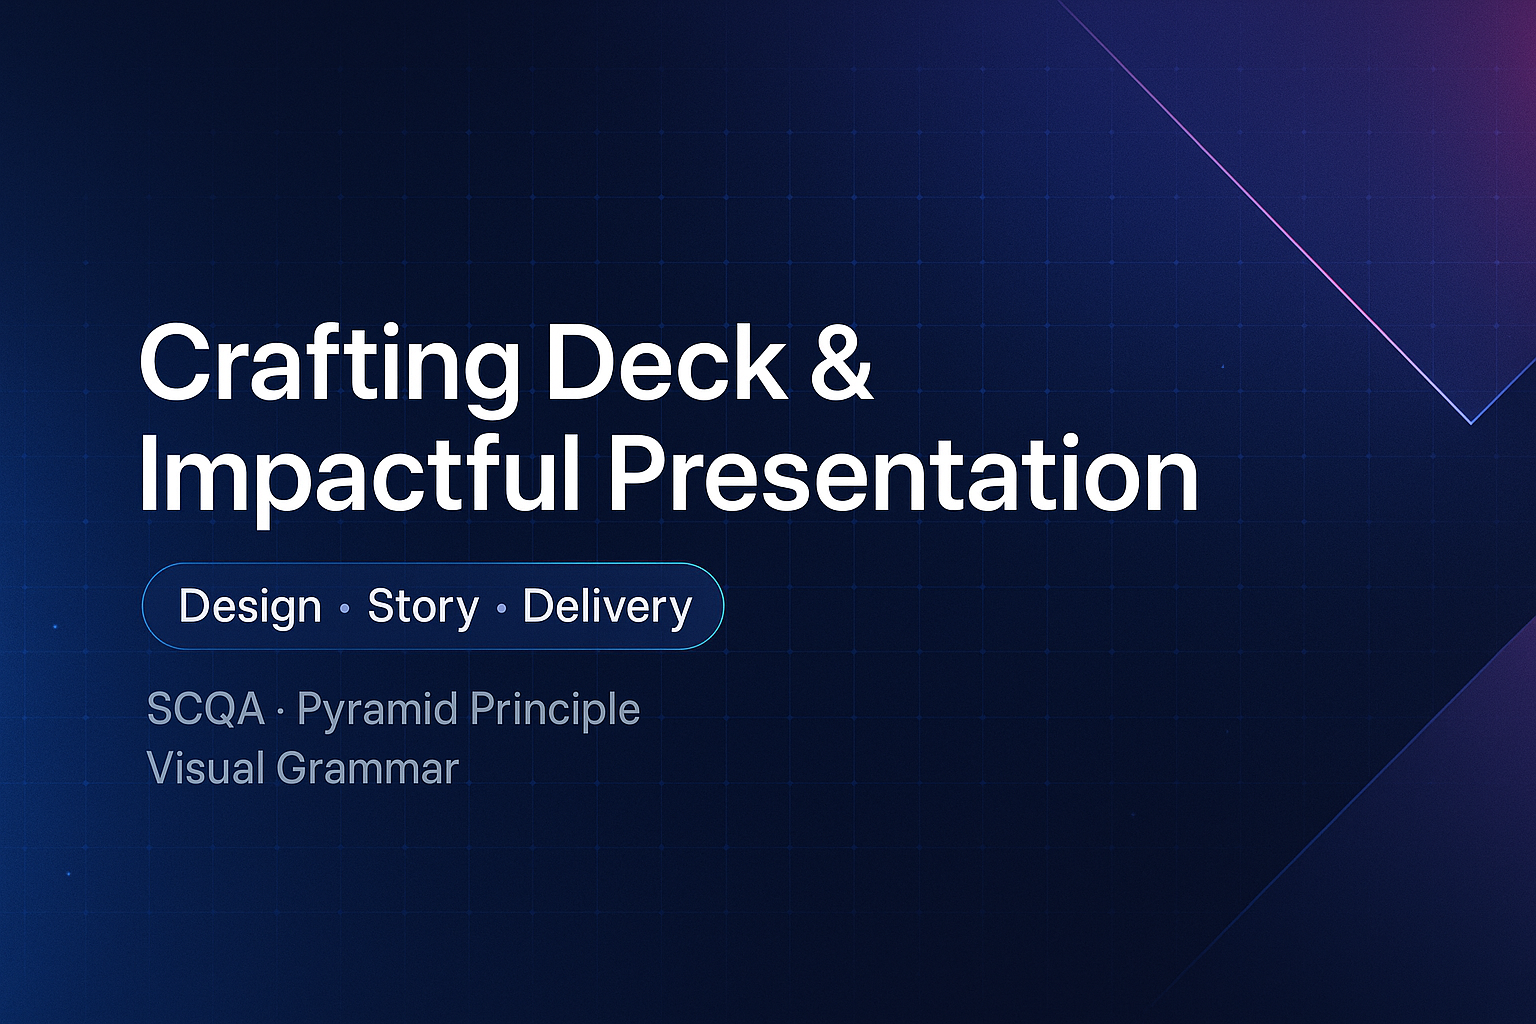 Crafting Deck &
Impactful Presentation
Design • Story • Delivery
SCQA · Pyramid Principle
Visual Grammar